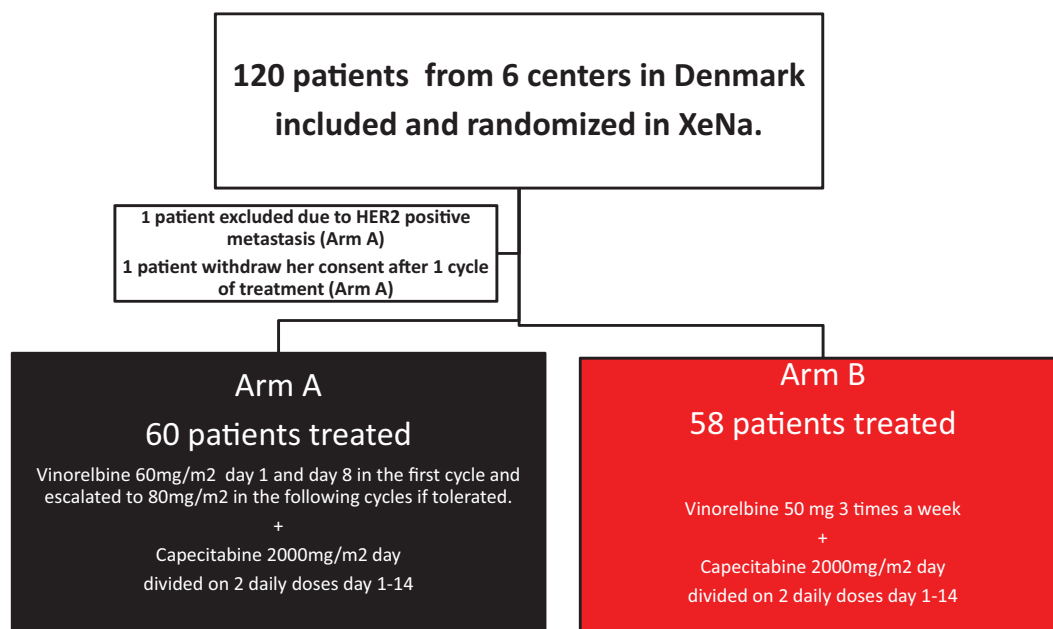 120 patients from 6 centers in Denmark
included and randomized in XeNa.
1 patient excluded due to HER2 positive
metastasis (Arm A)
1 patient withdraw her consent after 1 cycle
of treatment (Arm A)
Arm A
60 patients treated
Vinorelbine 60mg/m2 day 1 and day 8 in the first cycle and
escalated to 80mg/m2 in the following cycles if tolerated.
+
Capecitabine 2000mg/m2 day
divided on 2 daily doses day 1-14
Arm B
58 patients treated
Vinorelbine 50 mg 3 times a week
+
Capecitabine 2000mg/m2 day
divided on 2 daily doses day 1-14